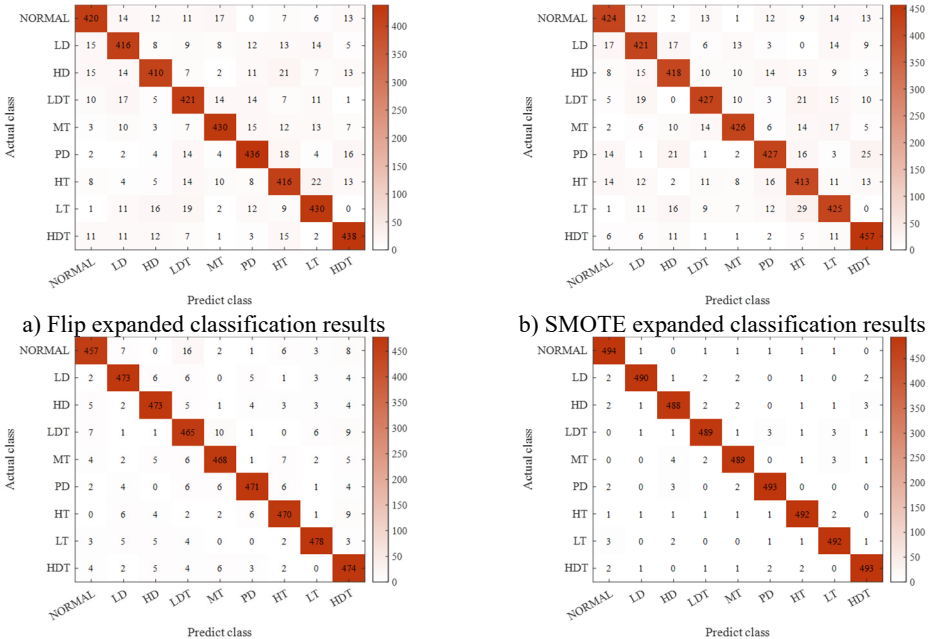 NORMAL 420 14 12 11 17 0 7 6 13
LD 15 416 8 9 8 12 13 14 5
HD 15 14 410 7 2 11 21 7 13
LDT 10 17 5 421 14 14 7 11 1
MT 3 10 3 7 430 15 12 13 7
PD 2 2 4 14 4 436 18 4 16
HT 8 4 5 14 10 8 416 22 13
LT 1 11 16 19 2 12 9 430 0
HDT 11 11 12 7 1 3 15 2 438
NORMAL LD HD LDT MT PD HT LT HDT
Actual class
Predict class
400
350
300
250
200
150
100
50
0
a) Flip expanded classification results
NORMAL 424 12 2 13 1 12 9 14 13
LD 17 421 17 6 13 3 0 14 9
HD 8 15 418 10 10 14 13 9 3
LDT 5 19 0 427 10 3 21 15 10
MT 2 6 10 14 426 6 14 17 5
PD 14 1 21 1 2 427 16 3 25
HT 14 12 2 11 8 16 413 11 13
LT 1 11 16 9 7 12 29 425 0
HDT 6 6 11 1 1 2 5 11 457
NORMAL LD HD LDT MT PD HT LT HDT
Actual class
Predict class
450
400
350
300
250
200
150
100
50
0
b) SMOTE expanded classification results
NORMAL 457 7 0 16 2 1 6 3 8
LD 2 473 6 6 0 5 1 3 4
HD 5 2 473 5 1 4 3 3 4
LDT 7 1 1 465 10 1 0 6 9
MT 4 2 5 6 468 1 7 2 5
PD 2 4 0 6 6 471 6 1 4
HT 0 6 4 2 2 6 470 1 9
LT 3 5 5 4 0 0 2 478 3
HDT 4 2 5 4 6 3 2 0 474
NORMAL LD HD LDT MT PD HT LT HDT
Actual class
Predict class
450
400
350
300
250
200
150
100
50
0
NORMAL 494 1 0 1 1 1 1 1 0
LD 2 490 1 2 2 0 1 0 2
HD 2 1 488 2 2 0 1 1 3
LDT 0 1 1 489 1 3 1 3 1
MT 0 0 4 2 489 0 1 3 1
PD 2 0 3 0 2 493 0 0 0
HT 1 1 1 1 1 1 492 2 0
LT 3 0 2 0 0 1 1 492 1
HDT 2 1 0 1 1 2 2 0 493
NORMAL LD HD LDT MT PD HT LT HDT
Actual class
Predict class
450
400
350
300
250
200
150
100
50
0